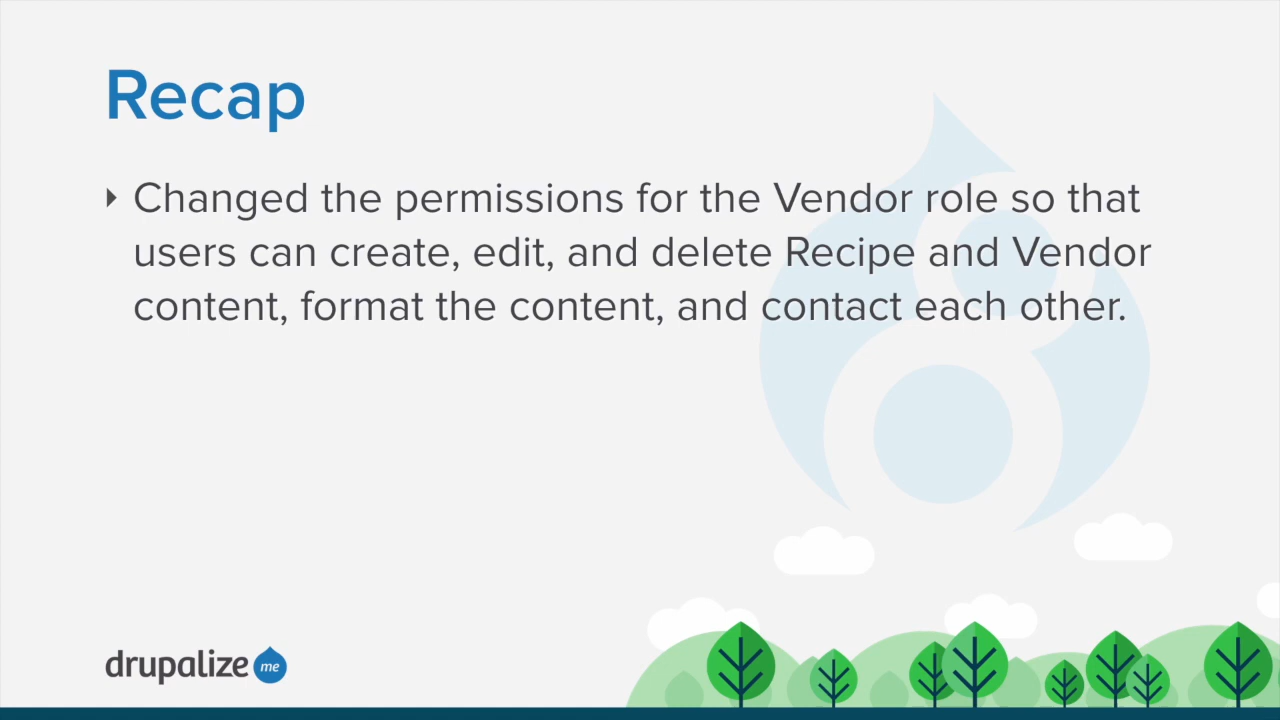 Recap
Changed the permissions for the Vendor role so that
users can create, edit, and delete Recipe and Vendor
content, format the content, and contact each other.
drupalize me